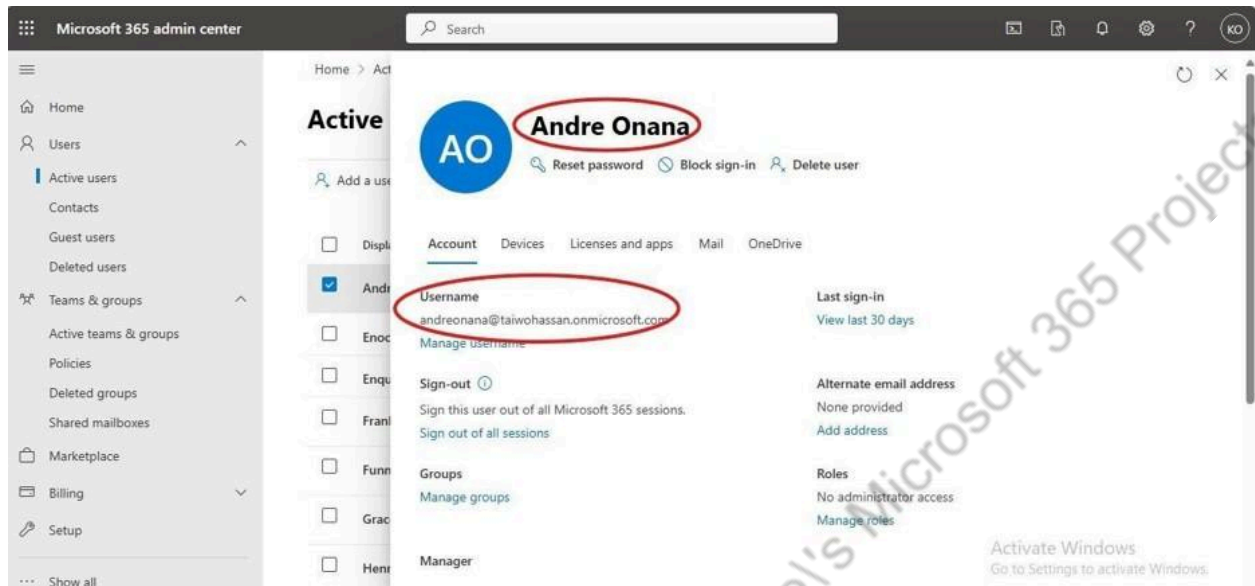 Microsoft 365 admin center
Search
KO
Home
Users
Active users
Contacts
Guest users
Deleted users
Teams & groups
Active teams & groups
Policies
Deleted groups
Shared mailboxes
Marketplace
Billing
Setup
Show all
Home > Act
Active
Add a use
Displa
Andr
Enoc
Enqu
Fran
Funn
Grac
Henr
AO
Andre Onana
Reset password Block sign-in Delete user
Account Devices Licenses and apps Mail OneDrive
Username
andreonana@taiwohassan.onmicrosoft.com
Manage username
Last sign-in
View last 30 days
Sign-out
Sign this user out of all Microsoft 365 sessions.
Sign out of all sessions
Alternate email address
None provided
Add address
Groups
Manage groups
Roles
No administrator access
Manage roles
Manager
Activate Windows
Go to Settings to activate Windows.
's Microsoft 365 Project